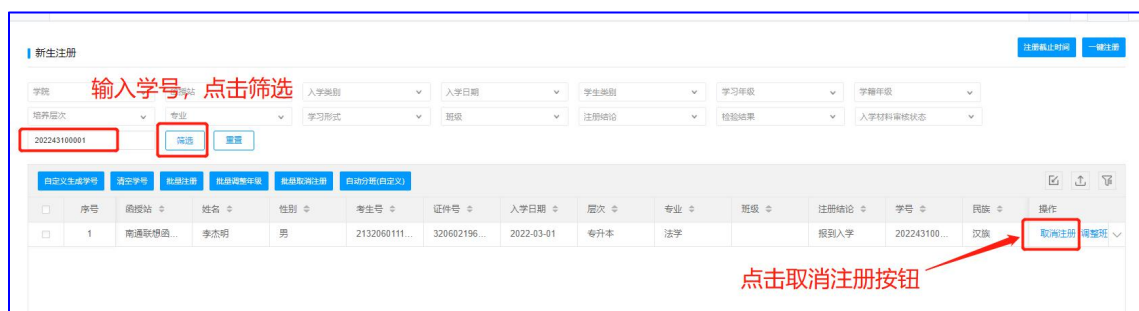 新生注册 注册截止时间 一键注册
输入学号，点击筛选
学院 入学类别 入学日期 学生类别 学习年级 学籍年级
培养层次 专业 学习形式 班级 注册结论 检验结果 入学材料审核状态
202243100001 筛选 重置
自定义生成学号 清空学号 批量注册 批量调整年级 批量取消注册 自动分班(自定义)
序号 函授站 姓名 性别 考生号 证件号 入学日期 层次 专业 班级 注册结论 学号 民族 操作
1 南通联想函... 李杰明 男 2132060111... 320602196... 2022-03-01 专升本 法学 报到入学 202243100... 汉族 取消注册 调整班
点击取消注册按钮